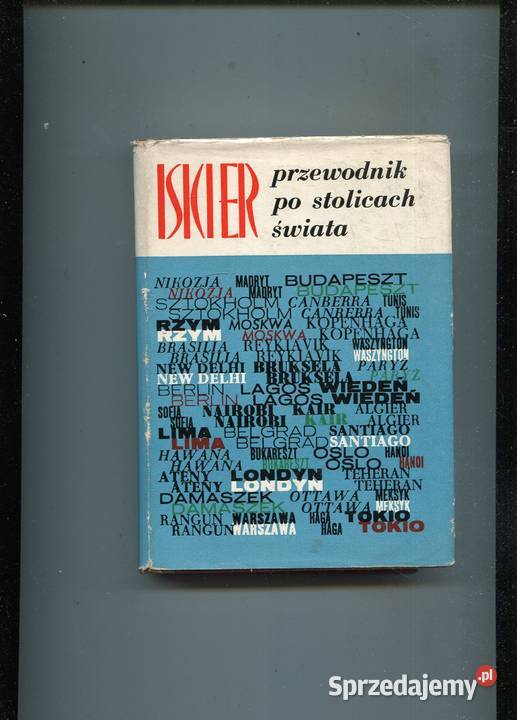 ISKIER
przewodnik
po stolicach
świata
NIKOZJA MADRYT BUDAPESZT
NIKOZJA MADRYT BUDAPESZT
SZTOKHOLM CANBERRA TUNIS
SZTOKHOLM CANBERRA TUNIS
RZYM MOSKWA KOPENHAGA
RZYM MOSKWA KOPENHAGA
BRASILIA REYKIAVIK WASZYNGTON
BRASILIA REYKIAVIK WASZYNGTON
NEW DELHI BRUKSELA PARYŻ
NEW DELHI BRUKSELA PARYŻ
BERLIN LAGOS WIEDEŃ
BERLIN LAGOS WIEDEŃ
SOFIA NAIROBI KAIR ALGIER
SOFIA NAIROBI KAIR ALGIER
LIMA BELGRAD SANTIAGO
LIMA BELGRAD SANTIAGO
HAWANA BUKARESZT OSLO HANOI
HAWANA BUKARESZT OSLO HANOI
ATENY LONDYN TEHERAN
ATENY LONDYN TEHERAN
DAMASZEK OTTAWA MEKSYK
DAMASZEK OTTAWA MEKSYK
RANGUN WARSZAWA HAGA TOKIO
RANGUN WARSZAWA HAGA TOKIO
Sprzedajemy.pl